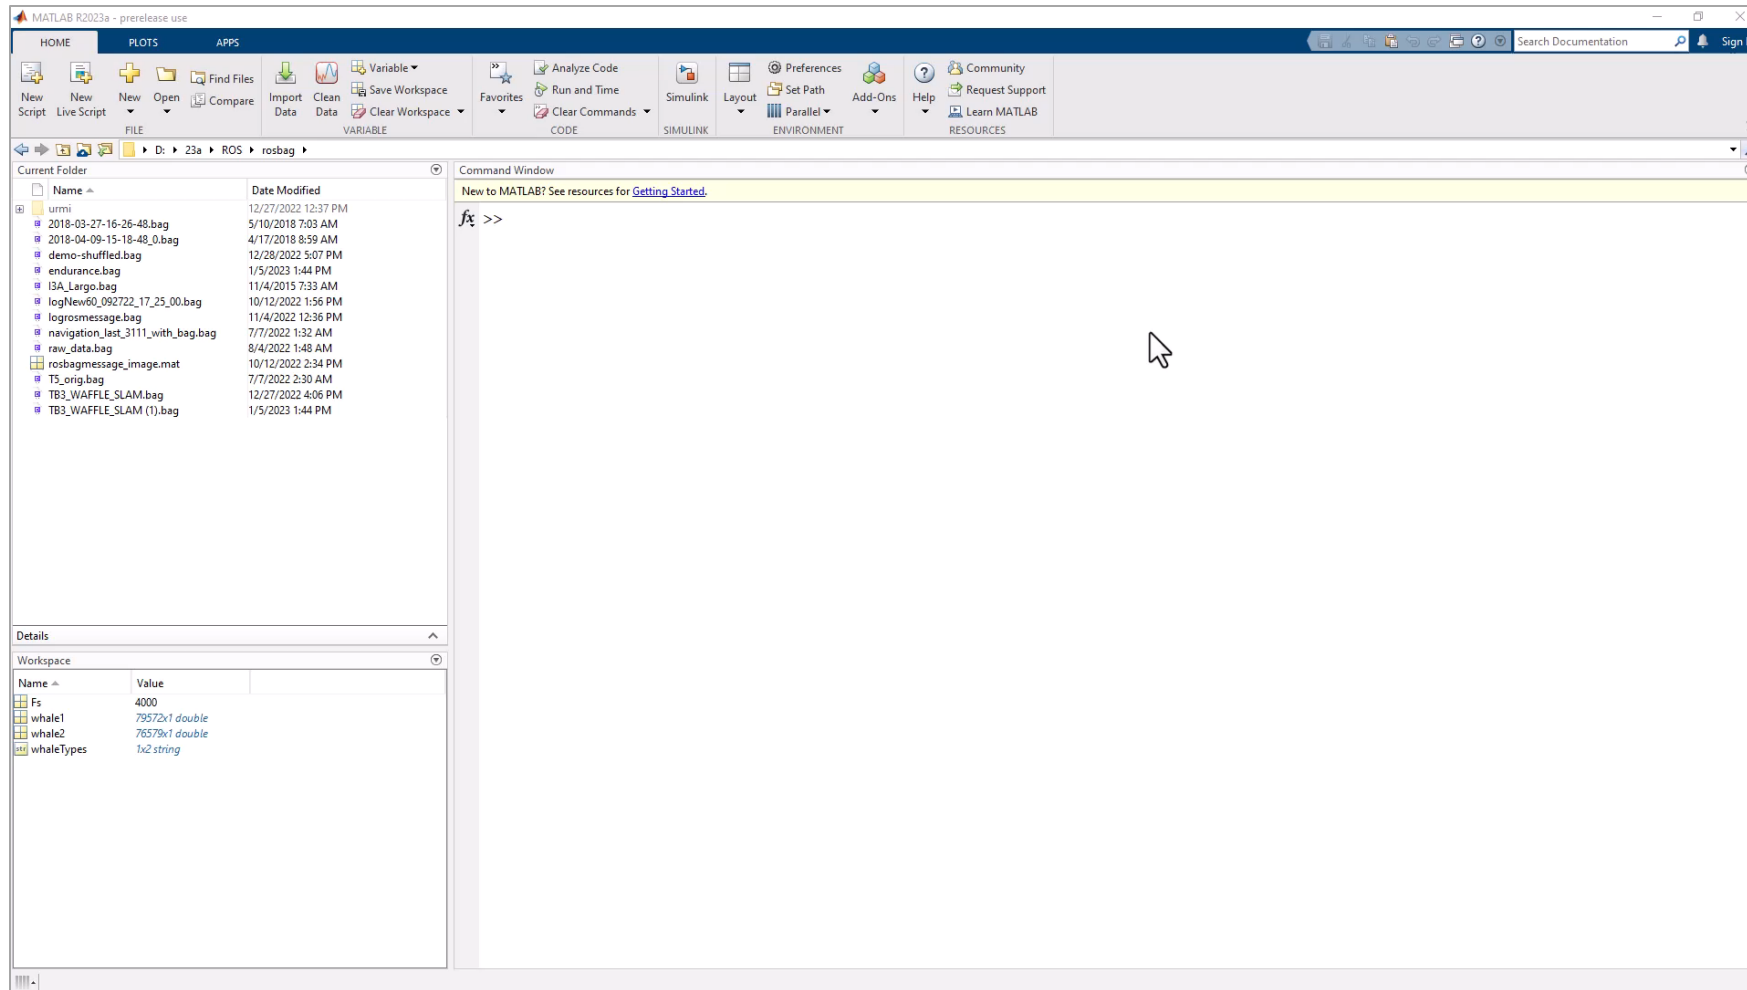 MATLAB R2023a - prerelease use
HOME PLOTS APPS
Search Documentation
Sign
New Script
New Live Script
New
Open
Find Files
Compare
FILE
Import Data
Clean Data
Variable
Save Workspace
Clear Workspace
VARIABLE
Favorites
Analyze Code
Run and Time
Clear Commands
CODE
Simulink
SIMULINK
Layout
Preferences
Set Path
Parallel
Add-Ons
ENVIRONMENT
Help
Community
Request Support
Learn MATLAB
RESOURCES
D: 23a ROS rosbag
Current Folder
Name Date Modified
urmi 12/27/2022 12:37 PM
2018-03-27-16-26-48.bag 5/10/2018 7:03 AM
2018-04-09-15-18-48_0.bag 4/17/2018 8:59 AM
demo-shuffled.bag 12/28/2022 5:07 PM
endurance.bag 1/5/2023 1:44 PM
I3A_Largo.bag 11/4/2015 7:33 AM
logNew60_092722_17_25_00.bag 10/12/2022 1:56 PM
logrosmessage.bag 11/4/2022 12:36 PM
navigation_last_3111_with_bag.bag 7/7/2022 1:32 AM
raw_data.bag 8/4/2022 1:48 AM
rosbagmessage_image.mat 10/12/2022 2:34 PM
T5_orig.bag 7/7/2022 2:30 AM
TB3_WAFFLE_SLAM.bag 12/27/2022 4:06 PM
TB3_WAFFLE_SLAM (1).bag 1/5/2023 1:44 PM
Details
Workspace
Name Value
Fs 4000
whale1 79572x1 double
whale2 76579x1 double
str whaleTypes 1x2 string
Command Window
New to MATLAB? See resources for Getting Started.
fx >>